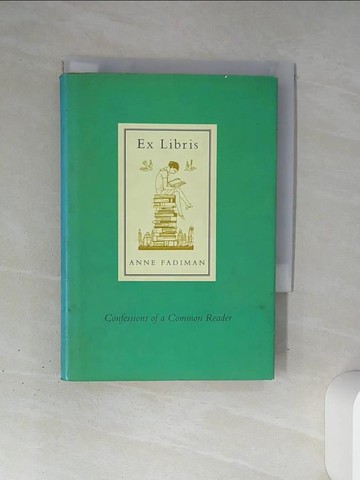 Ex Libris
ANNE FADIMAN
Confessions of a Common Reader